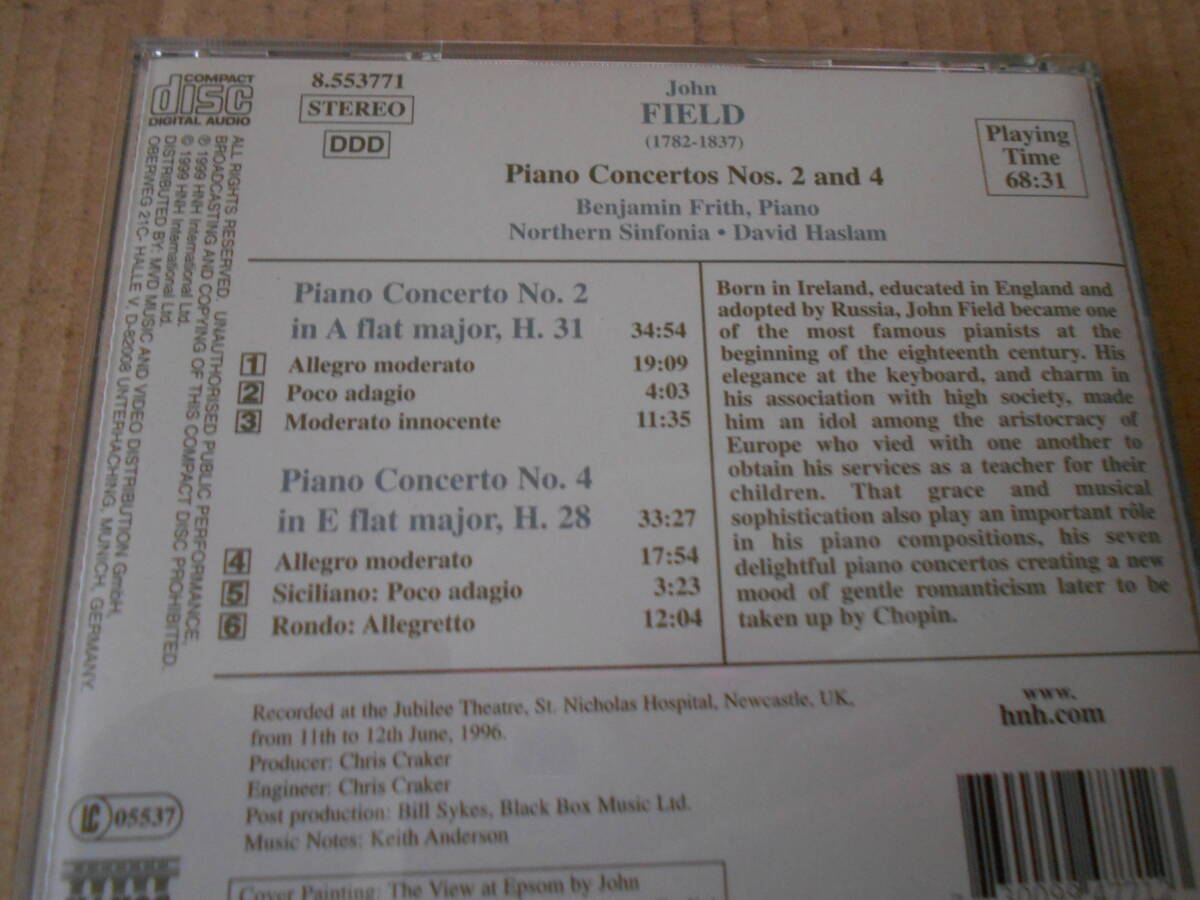 COMPACT
disc
DIGITAL AUDIO
8.553771
STEREO
DDD
John
FIELD
(1782-1837)
Piano Concertos Nos. 2 and 4
Benjamin Frith, Piano
Northern Sinfonia • David Haslam
Playing
Time
68:31
ALL RIGHTS RESERVED. UNAUTHORISED PUBLIC PERFORMANCE,
BROADCASTING AND COPYING OF THIS COMPACT DISC PROHIBITED.
℗ 1999 HNH International Ltd.
© 1999 HNH International Ltd.
DISTRIBUTED BY: MVD MUSIC AND VIDEO DISTRIBUTION GmbH,
OBERWEG 21C- HALLE V, D-82008 UNTERHACHING, MUNICH, GERMANY.
Piano Concerto No. 2
in A flat major, H. 31 34:54
1 Allegro moderato 19:09
2 Poco adagio 4:03
3 Moderato innocente 11:35
Piano Concerto No. 4
in E flat major, H. 28 33:27
4 Allegro moderato 17:54
5 Siciliano: Poco adagio 3:23
6 Rondo: Allegretto 12:04
Born in Ireland, educated in England and
adopted by Russia, John Field became one
of the most famous pianists at the
beginning of the eighteenth century. His
elegance at the keyboard, and charm in
his association with high society, made
him an idol among the aristocracy of
Europe who vied with one another to
obtain his services as a teacher for their
children. That grace and musical
sophistication also play an important rôle
in his piano compositions, his seven
delightful piano concertos creating a new
mood of gentle romanticism later to be
taken up by Chopin.
Recorded at the Jubilee Theatre, St. Nicholas Hospital, Newcastle, UK,
from 11th to 12th June, 1996.
Producer: Chris Craker
Engineer: Chris Craker
Post production: Bill Sykes, Black Box Music Ltd.
Music Notes: Keith Anderson
www.
hnh.com
LC 05537
Cover Painting: The View at Epsom by John